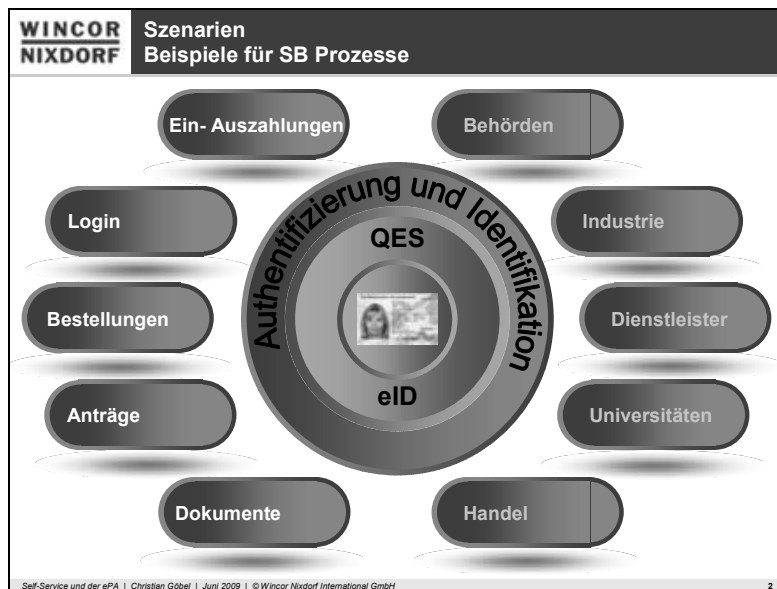 WINCOR
NIXDORF
Szenarien
Beispiele für SB Prozesse
Ein- Auszahlungen
Behörden
Login
Industrie
Bestellungen
Dienstleister
Anträge
Universitäten
Dokumente
Handel
Authentifizierung und Identifikation
QES
eID
Self-Service und der ePA | Christian Göbel | Juni 2009 | © Wincor Nixdorf International GmbH
2